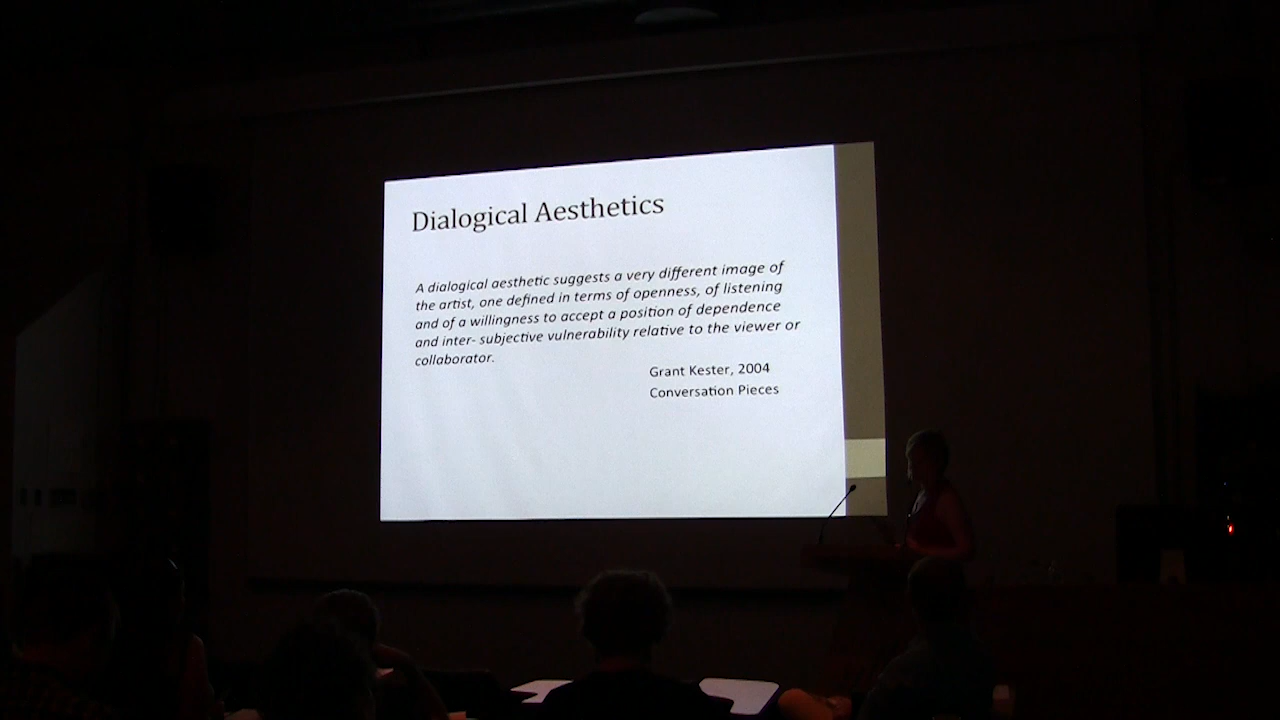 Dialogical Aesthetics
A dialogical aesthetic suggests a very different image of
the artist, one defined in terms of openness, of listening
and of a willingness to accept a position of dependence
and inter- subjective vulnerability relative to the viewer or
collaborator.
Grant Kester, 2004
Conversation Pieces